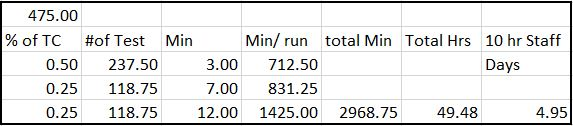 475.00
% of TC #of Test Min Min/ run total Min Total Hrs 10 hr Staff
0.50 237.50 3.00 712.50 Days
0.25 118.75 7.00 831.25
0.25 118.75 12.00 1425.00 2968.75 49.48 4.95